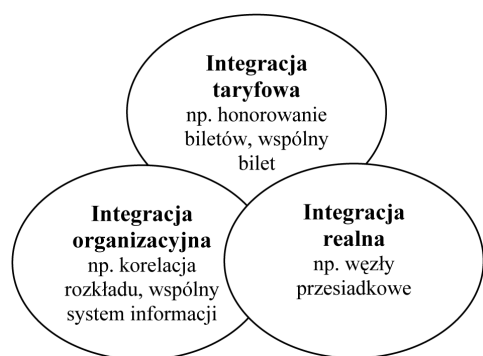 Integracja
taryfowa
np. honorowanie
biletów, wspólny
bilet
Integracja
organizacyjna
np. korelacja
rozkładu, wspólny
system informacji
Integracja
realna
np. węzły
przesiadkowe